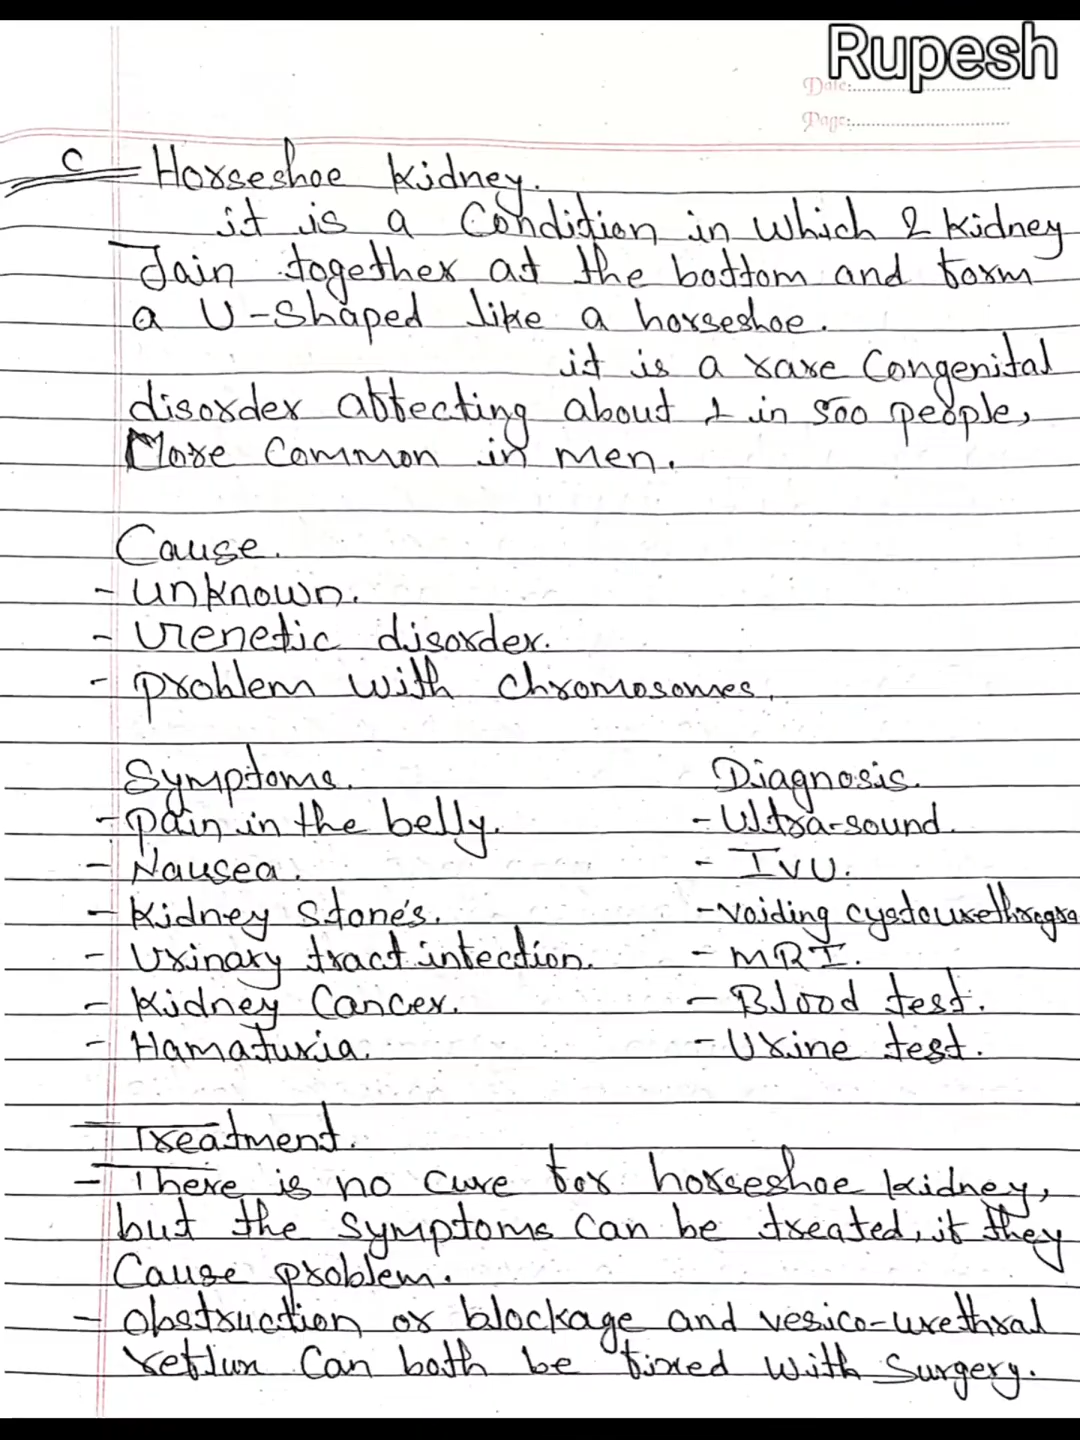 Rupesh
Date:
Page:
C Horseshoe Kidney.
it is a Condition in which 2 kidney
Jain together at the bottom and form
a U-shaped like a horseshoe.
it is a rare Congenital
disorder affecting about 1 in 500 people,
More Common in men.
Cause.
- unknown.
- Genetic disorder.
- problem with chromosomes.
Symptoms.
- pain in the belly.
- Nausea.
- Kidney Stone's.
- Urinary tract infection.
- Kidney Cancer.
- Hamaturia.
Diagnosis.
- Ultra-sound.
- IVU.
- voiding cystourethrogra
- MRI.
- Blood test.
- Urine test.
Treatment.
- There is no cure for horseshoe kidney,
but the symptoms can be treated, if they
Cause problem.
- obstruction or blockage and vesico-urethral
reflux Can both be fixed with surgery.